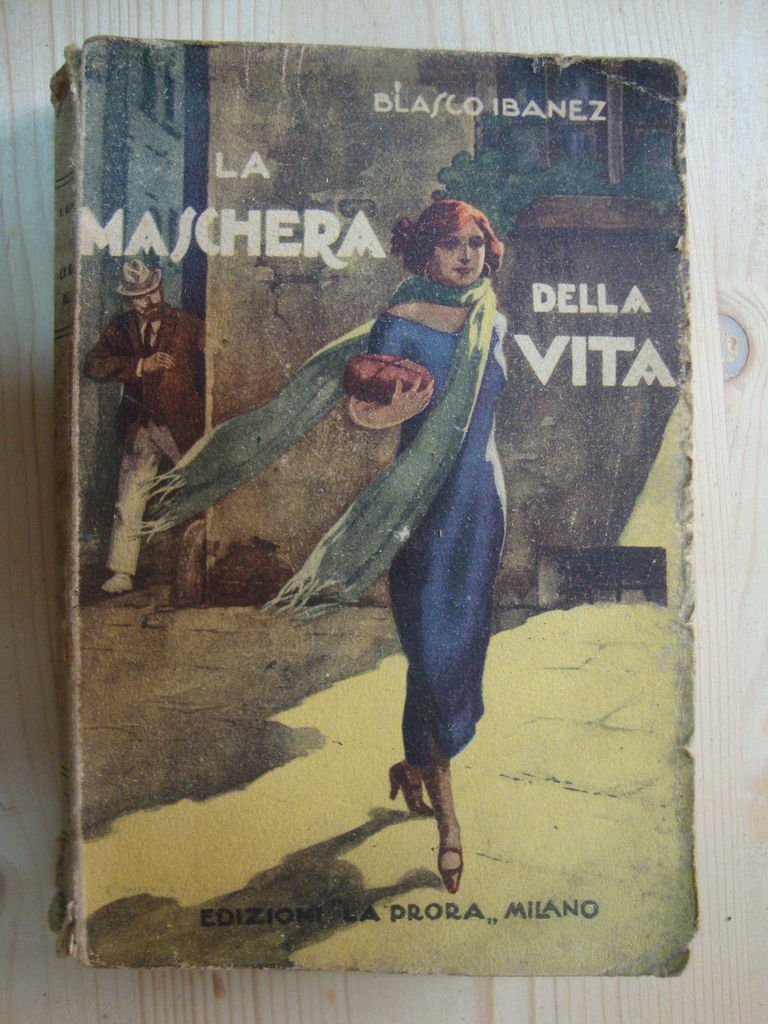 BLASCO IBANEZ
LA
MASCHERA
DELLA
VITA
EDIZIONI "LA PRORA„ MILANO